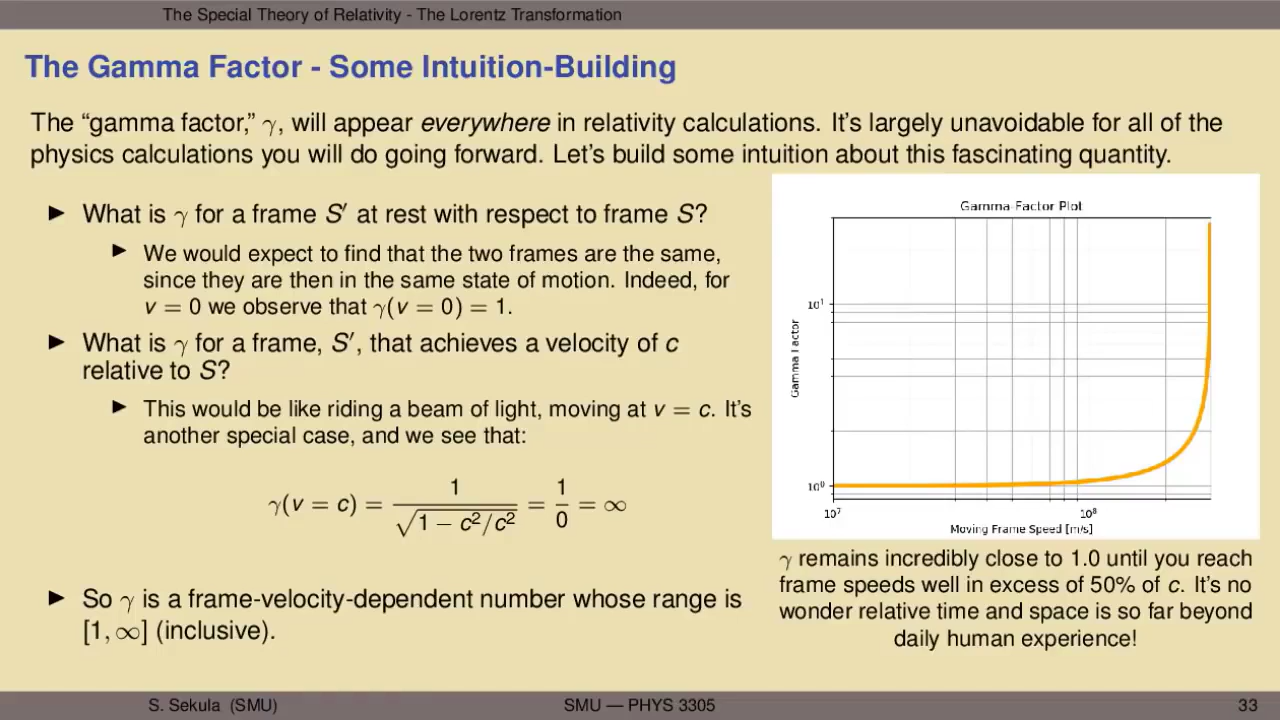 The Special Theory of Relativity - The Lorentz Transformation
The Gamma Factor - Some Intuition-Building
The “gamma factor,” γ, will appear everywhere in relativity calculations. It’s largely unavoidable for all of the
physics calculations you will do going forward. Let’s build some intuition about this fascinating quantity.
▶ What is γ for a frame S′ at rest with respect to frame S?
▶ We would expect to find that the two frames are the same,
since they are then in the same state of motion. Indeed, for
v = 0 we observe that γ(v = 0) = 1.
▶ What is γ for a frame, S′, that achieves a velocity of c
relative to S?
▶ This would be like riding a beam of light, moving at v = c. It’s
another special case, and we see that:
γ(v = c) = 1/√(1 − c²/c²) = 1/0 = ∞
▶ So γ is a frame-velocity-dependent number whose range is
[1, ∞] (inclusive).
Gamma-Factor Plot
Gamma Factor
10¹
10⁰
10⁷
10⁸
Moving Frame Speed [m/s]
γ remains incredibly close to 1.0 until you reach
frame speeds well in excess of 50% of c. It’s no
wonder relative time and space is so far beyond
daily human experience!
S. Sekula (SMU)
SMU — PHYS 3305
33